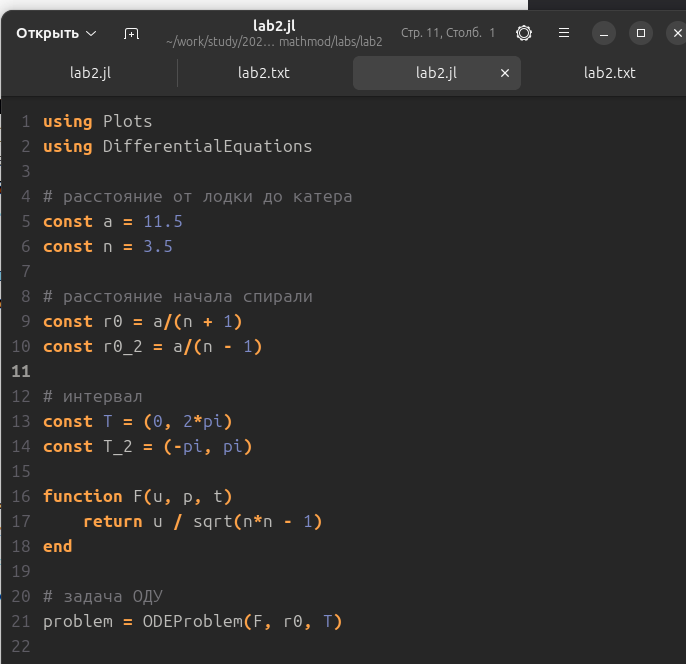 Открыть
lab2.jl
~/work/study/202… mathmod/labs/lab2
Стр. 11, Столб. 1
lab2.jl
lab2.txt
lab2.jl
lab2.txt
1 using Plots
2 using DifferentialEquations
3
4 # расстояние от лодки до катера
5 const a = 11.5
6 const n = 3.5
7
8 # расстояние начала спирали
9 const r0 = a/(n + 1)
10 const r0_2 = a/(n - 1)
11
12 # интервал
13 const T = (0, 2*pi)
14 const T_2 = (-pi, pi)
15
16 function F(u, p, t)
17     return u / sqrt(n*n - 1)
18 end
19
20 # задача ОДУ
21 problem = ODEProblem(F, r0, T)
22